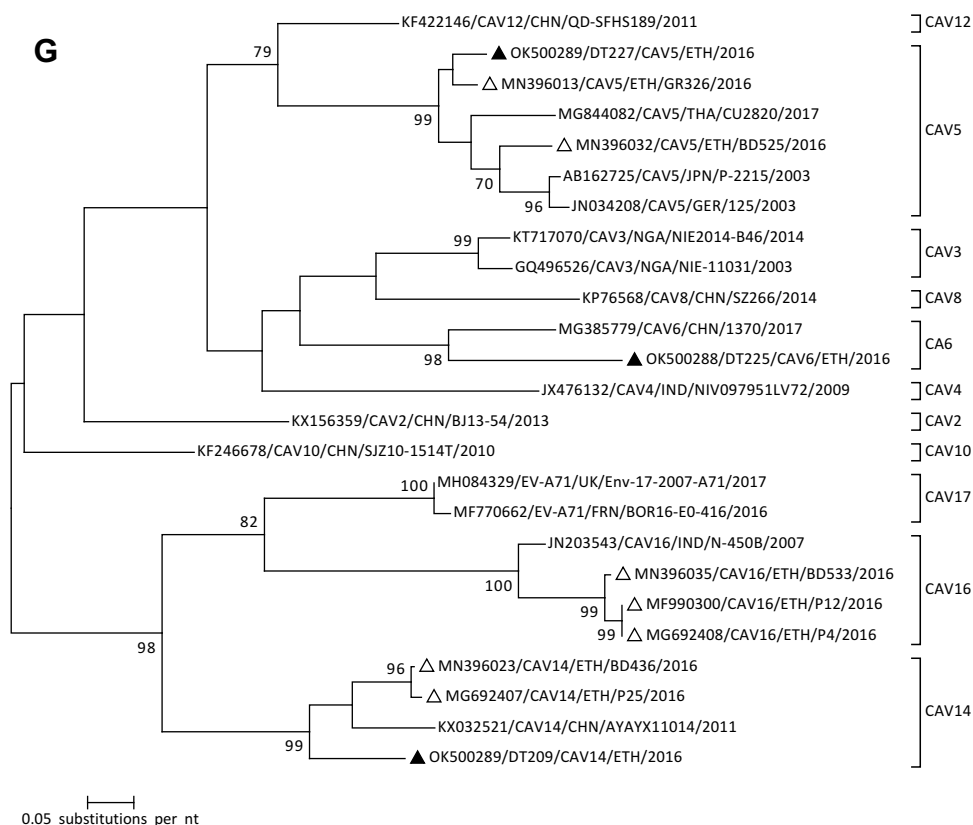 G
KF422146/CAV12/CHN/QD-SFHS189/2011
CAV12
79
OK500289/DT227/CAV5/ETH/2016
MN396013/CAV5/ETH/GR326/2016
99
MG844082/CAV5/THA/CU2820/2017
CAV5
MN396032/CAV5/ETH/BD525/2016
70
AB162725/CAV5/JPN/P-2215/2003
96
JN034208/CAV5/GER/125/2003
99
KT717070/CAV3/NGA/NIE2014-B46/2014
CAV3
GQ496526/CAV3/NGA/NIE-11031/2003
KP76568/CAV8/CHN/SZ266/2014
CAV8
MG385779/CAV6/CHN/1370/2017
CA6
98
OK500288/DT225/CAV6/ETH/2016
JX476132/CAV4/IND/NIV097951LV72/2009
CAV4
KX156359/CAV2/CHN/BJ13-54/2013
CAV2
KF246678/CAV10/CHN/SJZ10-1514T/2010
CAV10
100
MH084329/EV-A71/UK/Env-17-2007-A71/2017
CAV17
MF770662/EV-A71/FRN/BOR16-E0-416/2016
82
JN203543/CAV16/IND/N-450B/2007
100
MN396035/CAV16/ETH/BD533/2016
CAV16
99
MF990300/CAV16/ETH/P12/2016
99
MG692408/CAV16/ETH/P4/2016
98
96
MN396023/CAV14/ETH/BD436/2016
MG692407/CAV14/ETH/P25/2016
CAV14
KX032521/CAV14/CHN/AYAYX11014/2011
99
OK500289/DT209/CAV14/ETH/2016
0.05 substitutions per nt